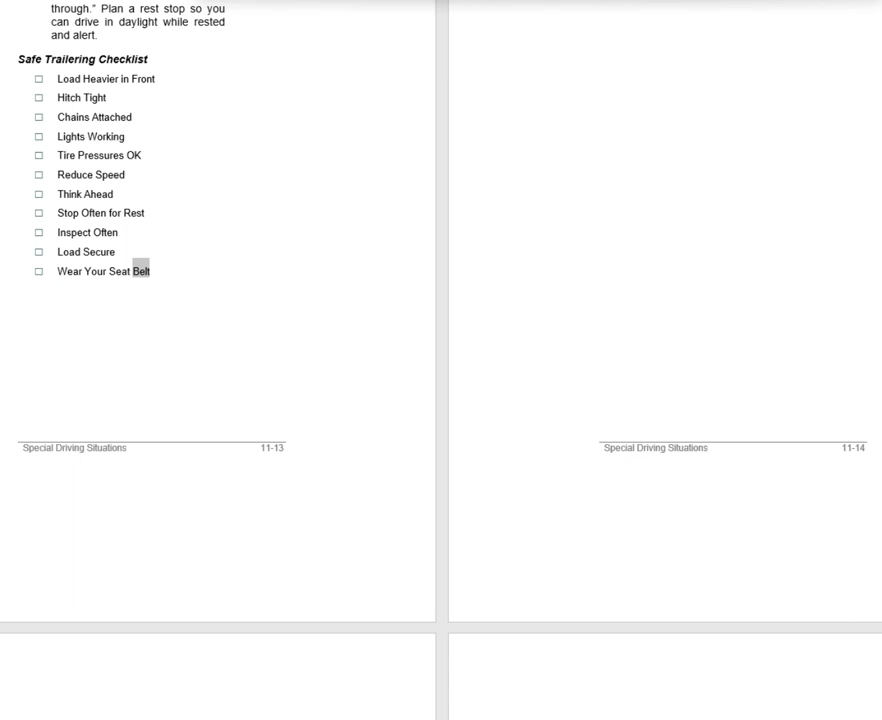 through.” Plan a rest stop so you
can drive in daylight while rested
and alert.
Safe Trailering Checklist
☐ Load Heavier in Front
☐ Hitch Tight
☐ Chains Attached
☐ Lights Working
☐ Tire Pressures OK
☐ Reduce Speed
☐ Think Ahead
☐ Stop Often for Rest
☐ Inspect Often
☐ Load Secure
☐ Wear Your Seat Belt
Special Driving Situations 11-13
Special Driving Situations 11-14